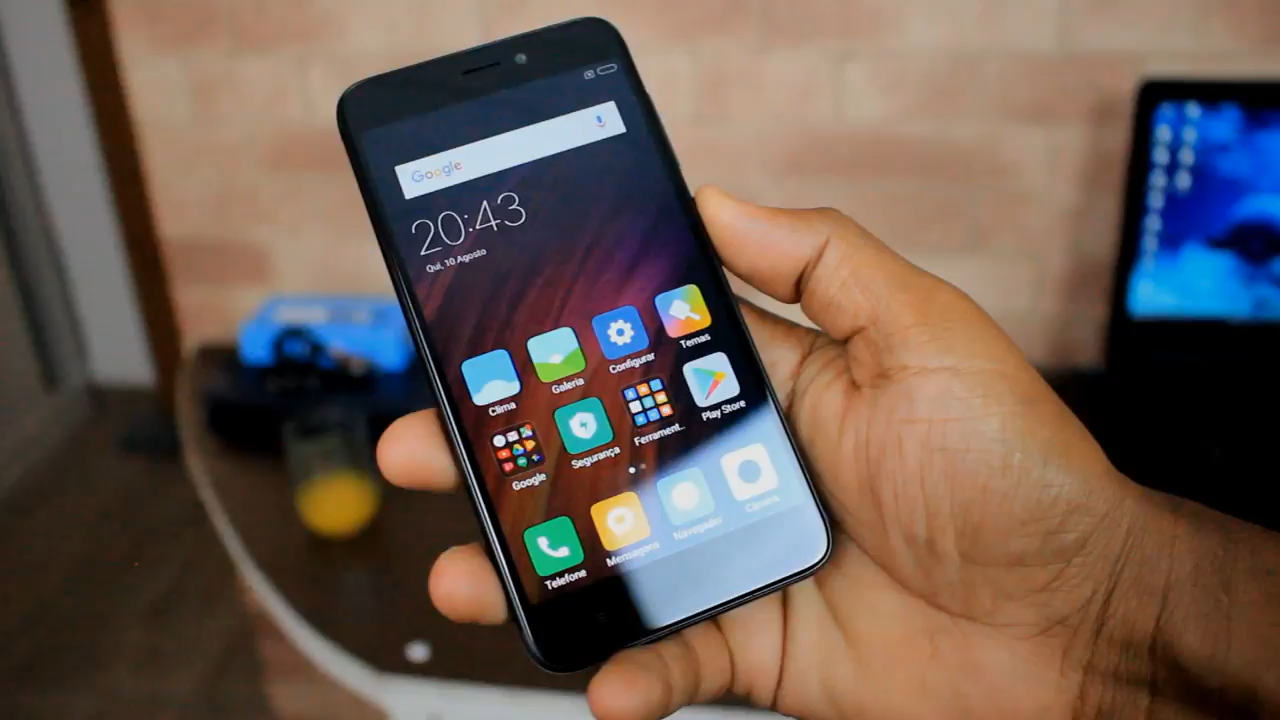 Google
20:43
Qui, 10 Agosto
Clima
Galeria
Configurar
Temas
Google
Segurança
Ferrament..
Play Store
Telefone
Mensagens
Navegador
Câmera